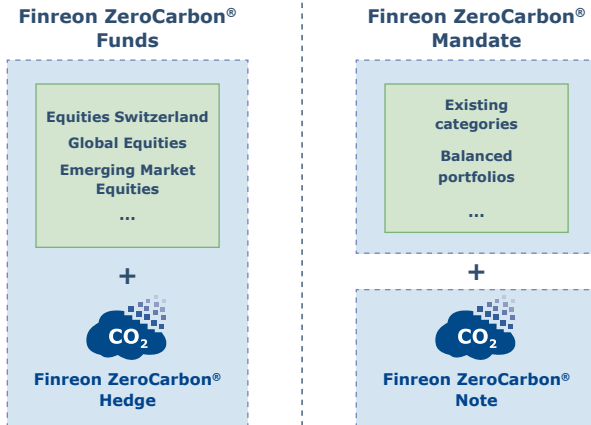 Finreon ZeroCarbon®
Funds
Equities Switzerland
Global Equities
Emerging Market
Equities
...
+
CO2
Finreon ZeroCarbon®
Hedge
Finreon ZeroCarbon®
Mandate
Existing
categories
Balanced
portfolios
...
+
CO2
Finreon ZeroCarbon®
Note